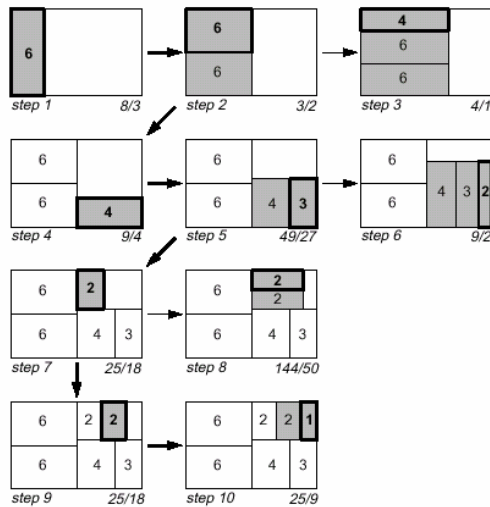 6
step 1 8/3
6
6
step 2 3/2
4
6
6
step 3 4/1
6
6
4
step 4 9/4
6
6
4 3
step 5 49/27
6
6
4 3 2
step 6 9/2
6 2
6 4 3
step 7 25/18
2
6 2
6 4 3
step 8 144/50
6 2 2
6 4 3
step 9 25/18
6 2 2 1
6 4 3
step 10 25/9